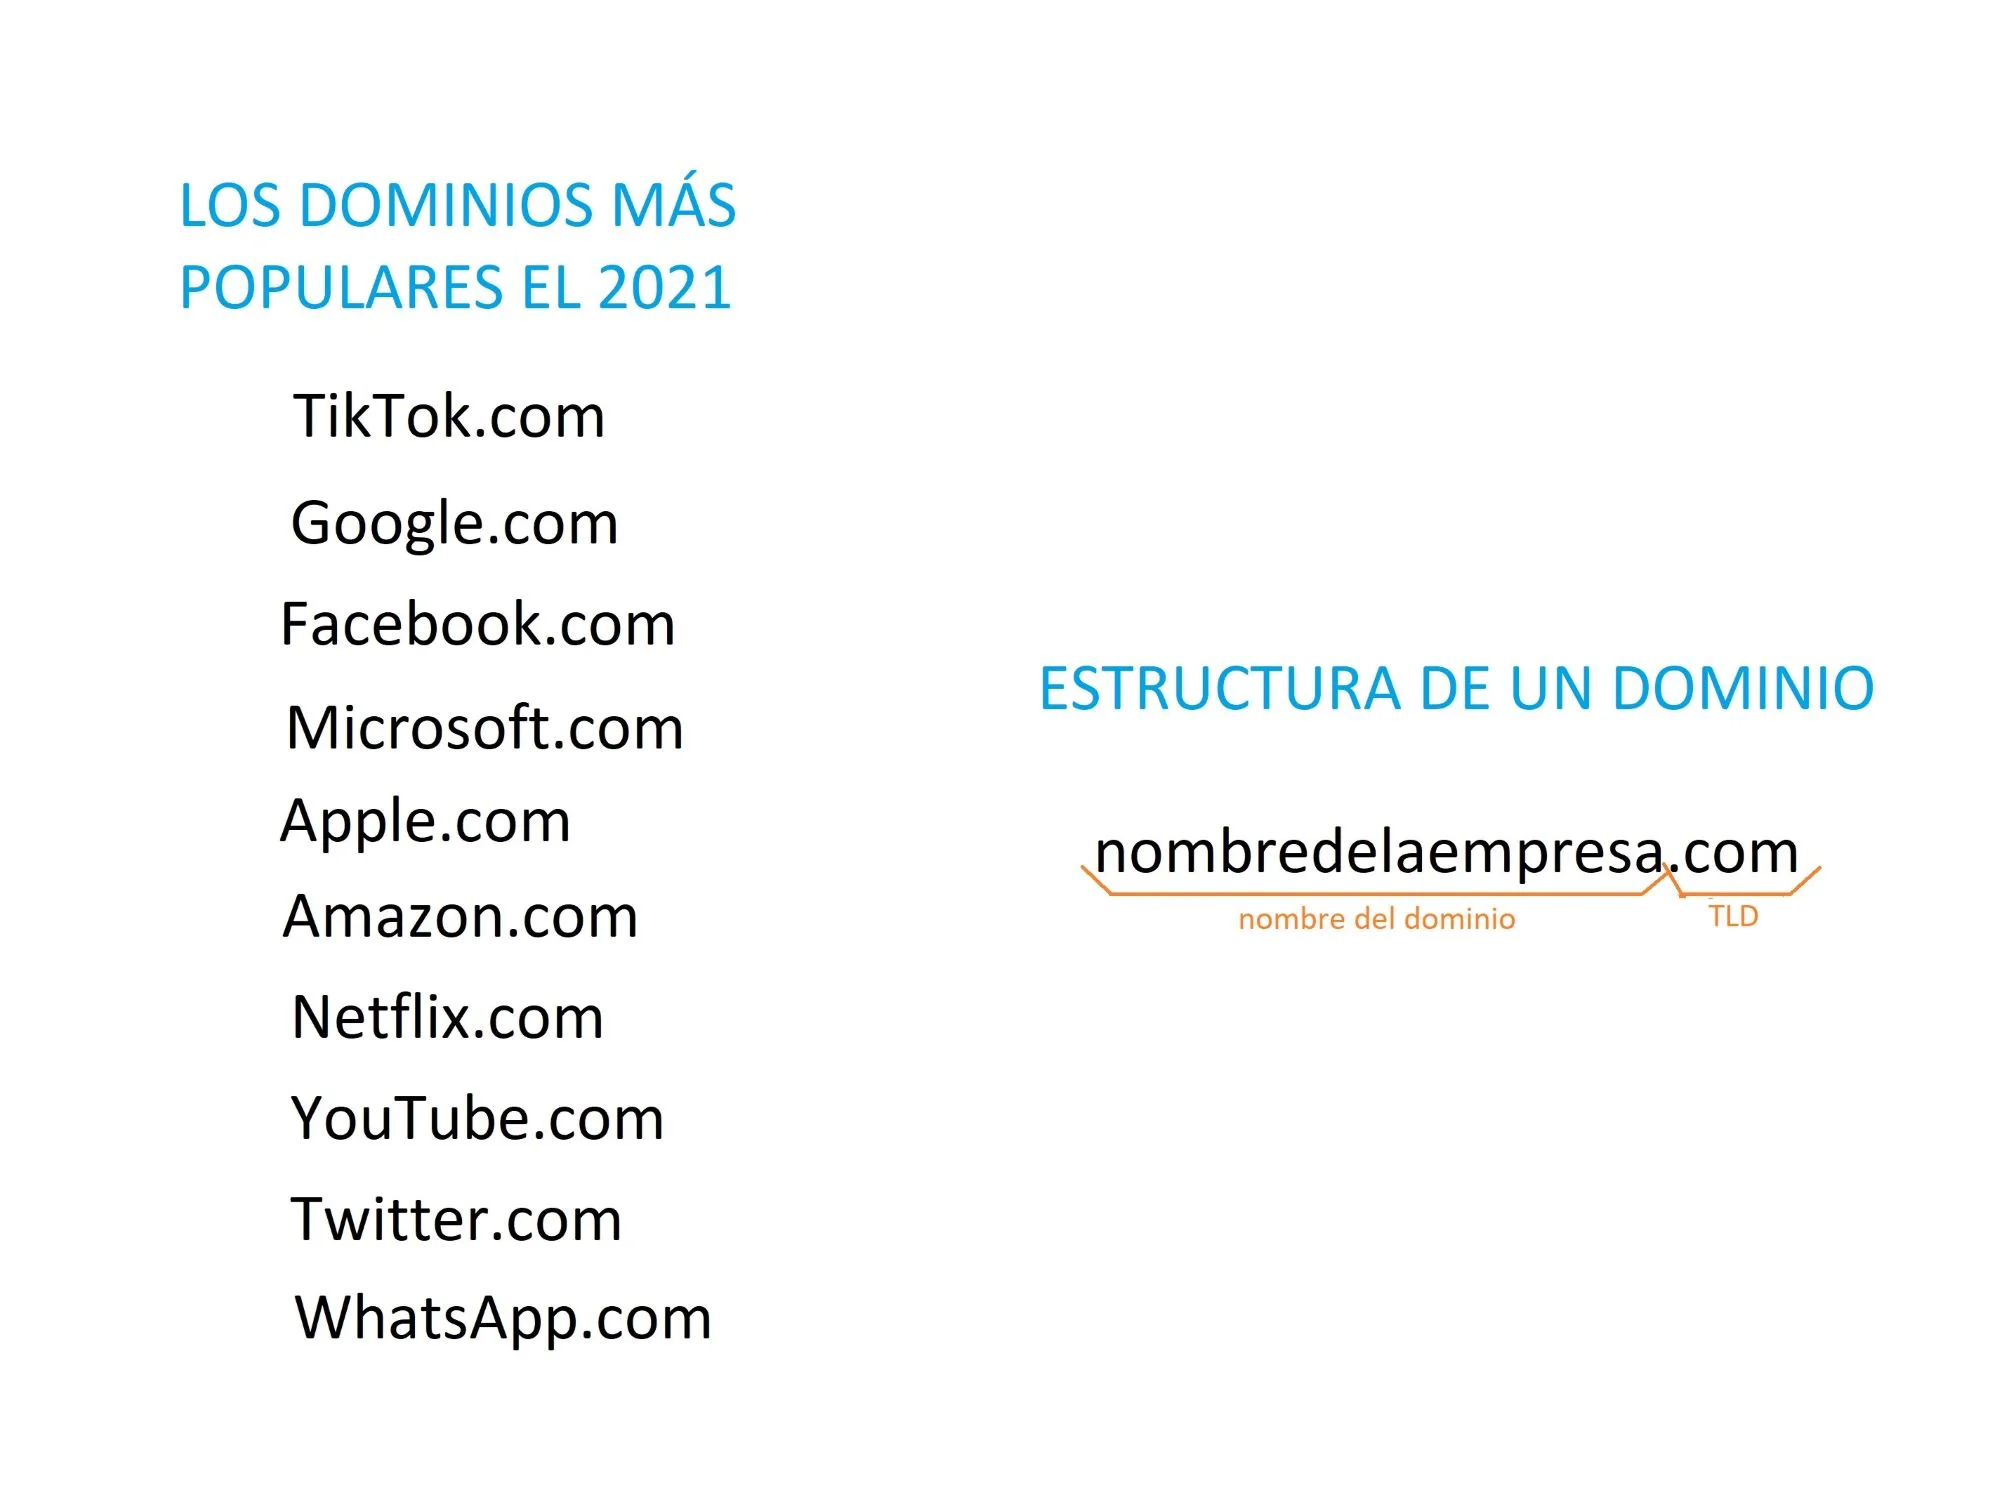 LOS DOMINIOS MÁS
POPULARES EL 2021
TikTok.com
Google.com
Facebook.com
Microsoft.com
Apple.com
Amazon.com
Netflix.com
YouTube.com
Twitter.com
WhatsApp.com
ESTRUCTURA DE UN DOMINIO
nombredelaempresa.com
nombre del dominio TLD